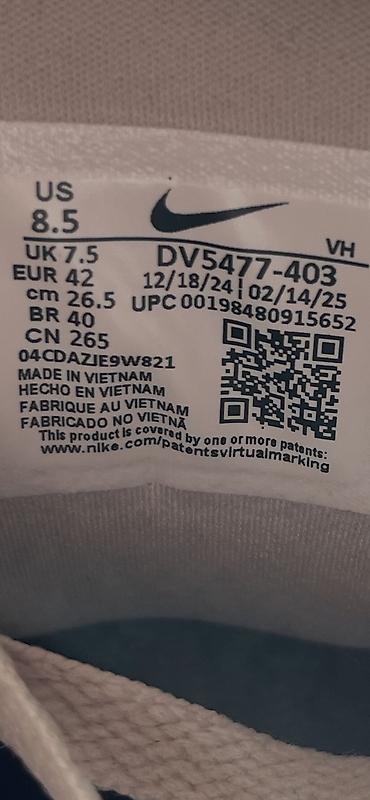 US
8.5
VH
UK 7.5
DV5477-403
EUR 42
12/18/24 | 02/14/25
cm 26.5
UPC 00198480915652
BR 40
CN 265
04CDAZJE9W821
MADE IN VIETNAM
HECHO EN VIETNAM
FABRIQUE AU VIETNAM
FABRICADO NO VIETNÃ
This product is covered by one or more patents:
www.nike.com/patentsvirtualmarking